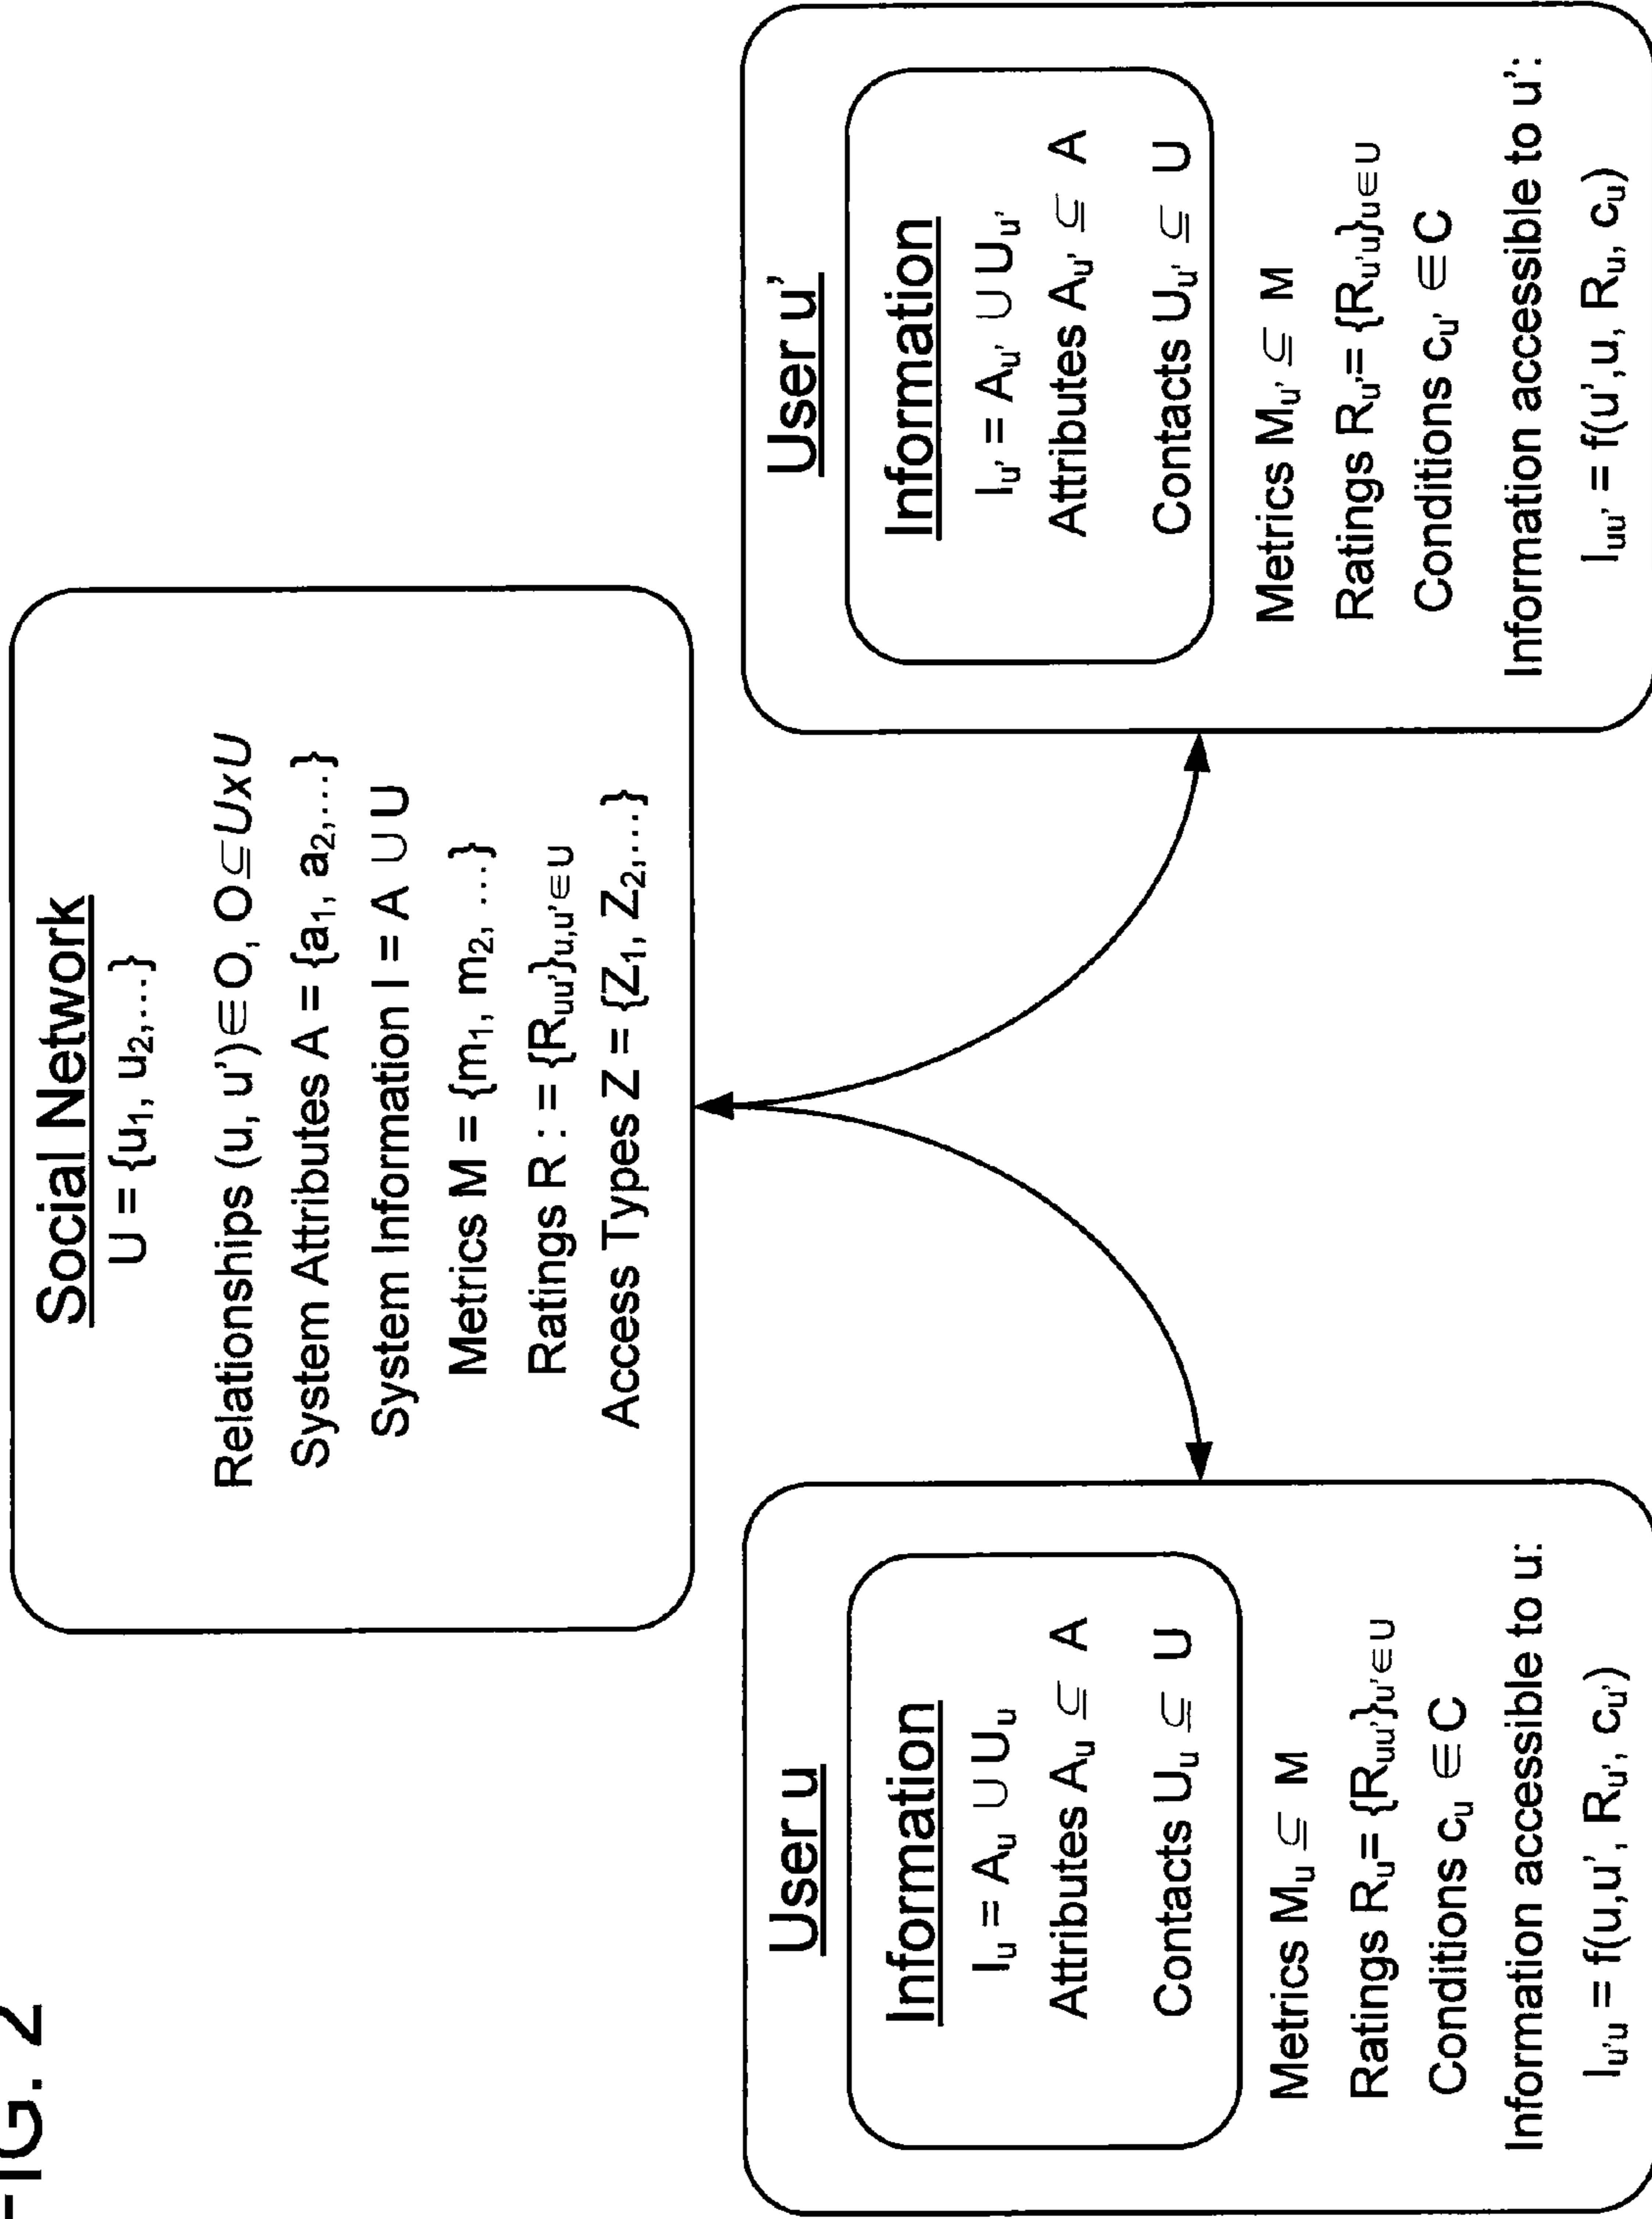 FIG. 2
Social Network
U = {u₁, u₂,...}
Relationships (u, u')∈O, O⊆UxU
System Attributes A = {a₁, a₂,...}
System Information I = A ∪ U
Metrics M = {m₁, m₂, ...}
Ratings R : = {Rᵤᵤ'}ᵤ,ᵤ'∈U
Access Types Z = {Z₁, Z₂,...}
User u
Information
Iᵤ = Aᵤ ∪ Uᵤ
Attributes Aᵤ ⊆ A
Contacts Uᵤ ⊆ U
Metrics Mᵤ ⊆ M
Ratings Rᵤ= {Rᵤᵤ'}ᵤ'∈U
Conditions cᵤ ∈ C
Information accessible to u:
Iᵤ'ᵤ = f(u,u', Rᵤ', cᵤ')
User u'
Information
Iᵤ' = Aᵤ' ∪ Uᵤ'
Attributes Aᵤ' ⊆ A
Contacts Uᵤ' ⊆ U
Metrics Mᵤ' ⊆ M
Ratings Rᵤ'= {Rᵤ'ᵤ}ᵤ∈U
Conditions cᵤ' ∈ C
Information accessible to u':
Iᵤᵤ' = f(u',u, Rᵤ, cᵤ)